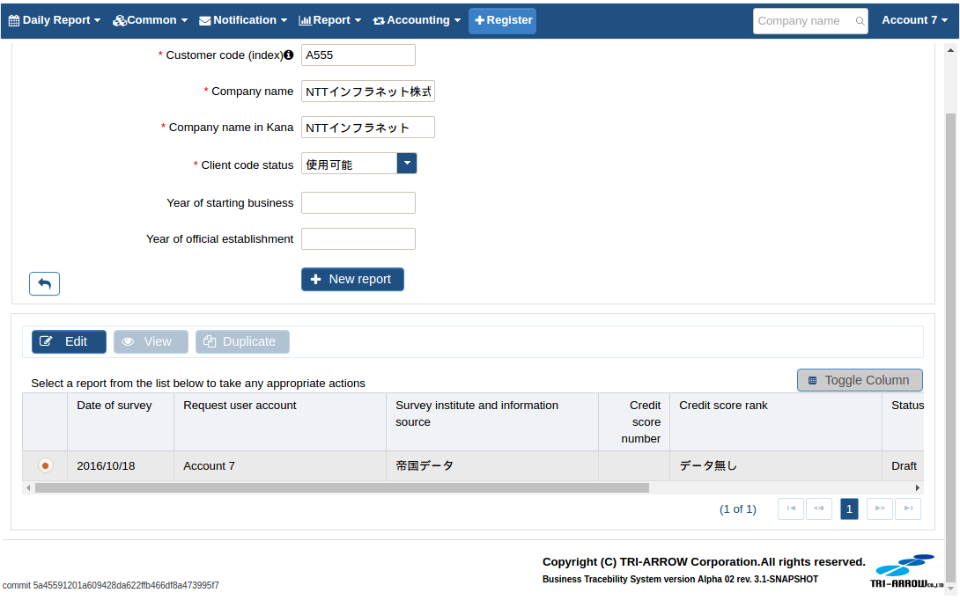 Daily Report Common Notification Report Accounting Register Company name Account 7
* Customer code (index) A555
* Company name NTTインフラネット株式
* Company name in Kana NTTインフラネット
* Client code status 使用可能
Year of starting business
Year of official establishment
New report
Edit View Duplicate
Select a report from the list below to take any appropriate actions
Toggle Column
Date of survey Request user account Survey institute and information source Credit score number Credit score rank Status
2016/10/18 Account 7 帝国データ データ無し Draft
(1 of 1) 1
Copyright (C) TRI-ARROW Corporation.All rights reserved.
Business Tracebility System version Alpha 02 rev. 3.1-SNAPSHOT
TRI-ARROW Co.,LTD
commit 5a45591201a609428da622ffb466df8a473995f7